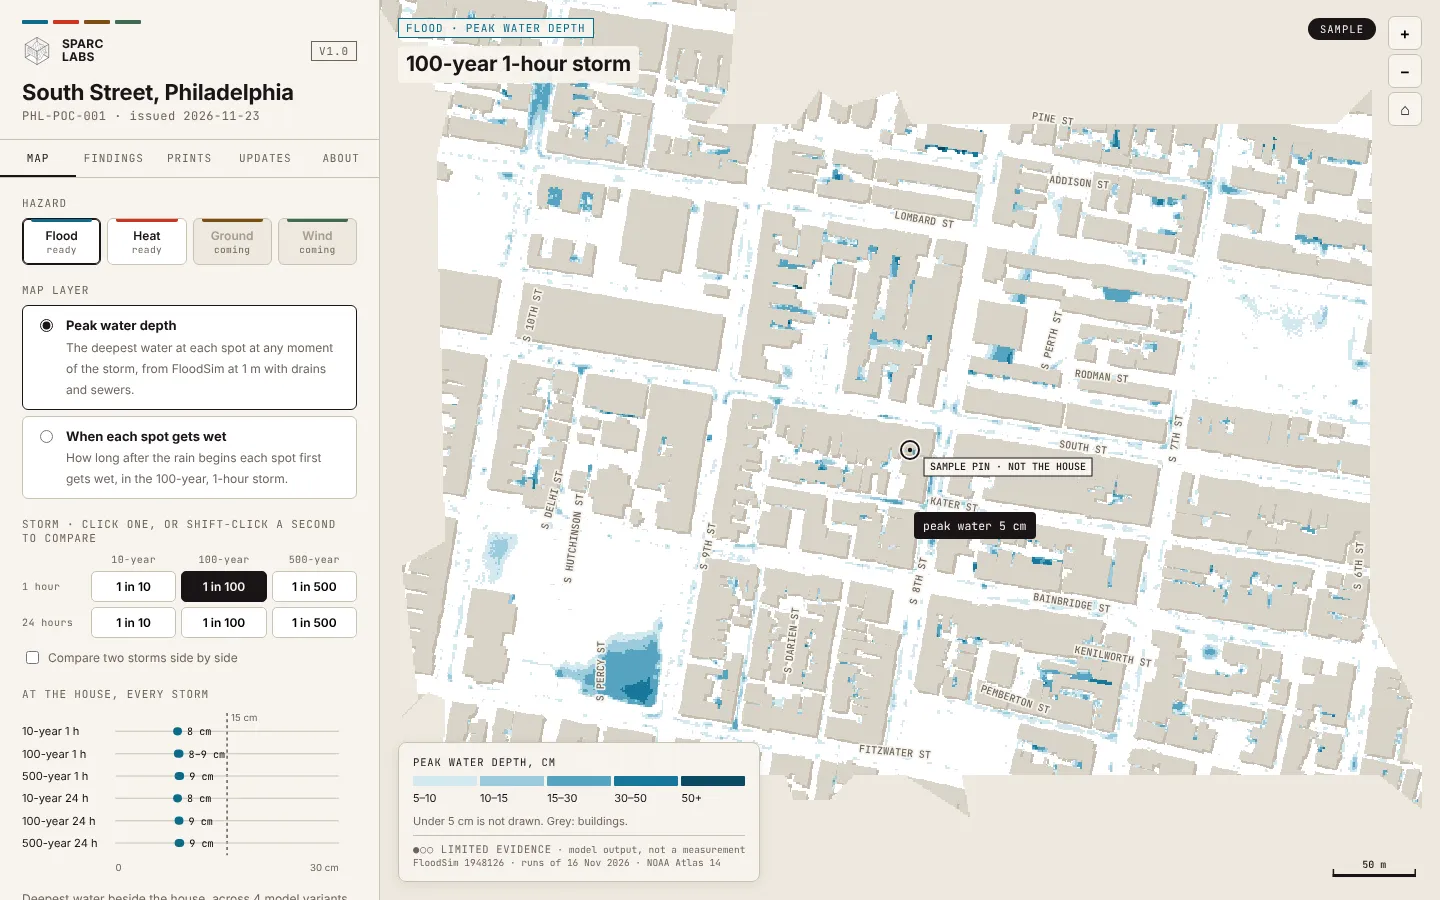 SPARC
LABS
V1.0
South Street, Philadelphia
PHL-POC-001 · issued 2026-11-23
MAP
FINDINGS
PRINTS
UPDATES
ABOUT
HAZARD
Flood
ready
Heat
ready
Ground
coming
Wind
coming
MAP LAYER
Peak water depth
The deepest water at each spot at any moment
of the storm, from FloodSim at 1 m with drains
and sewers.
When each spot gets wet
How long after the rain begins each spot first
gets wet, in the 100-year, 1-hour storm.
STORM · CLICK ONE, OR SHIFT-CLICK A SECOND
TO COMPARE
10-year 100-year 500-year
1 hour 1 in 10 1 in 100 1 in 500
24 hours 1 in 10 1 in 100 1 in 500
Compare two storms side by side
AT THE HOUSE, EVERY STORM
15 cm
10-year 1 h 8 cm
100-year 1 h 8–9 cm
500-year 1 h 9 cm
10-year 24 h 8 cm
100-year 24 h 9 cm
500-year 24 h 9 cm
0 30 cm
Deepest water beside the house, across 4 model variants
FLOOD · PEAK WATER DEPTH
100-year 1-hour storm
SAMPLE
+
−
⌂
PINE ST
ADDISON ST
LOMBARD ST
S 10TH ST
S PERTH ST
RODMAN ST
SOUTH ST
S 7TH ST
SAMPLE PIN · NOT THE HOUSE
KATER ST
peak water 5 cm
S DELHI ST
S HUTCHINSON ST
S 9TH ST
S 8TH ST
S 6TH ST
BAINBRIDGE ST
S DARIEN ST
S PERCY ST
KENILWORTH ST
PEMBERTON ST
FITZWATER ST
PEAK WATER DEPTH, CM
5–10 10–15 15–30 30–50 50+
Under 5 cm is not drawn. Grey: buildings.
●○○ LIMITED EVIDENCE · model output, not a measurement
FloodSim 1948126 · runs of 16 Nov 2026 · NOAA Atlas 14
50 m